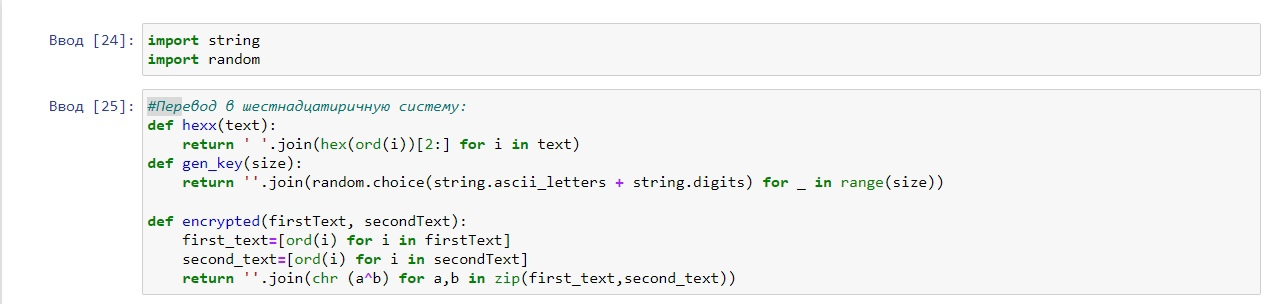 Ввод [24]: import string
import random
Ввод [25]: #Перевод в шестнадцатиричную систему:
def hexx(text):
    return ' '.join(hex(ord(i))[2:] for i in text)
def gen_key(size):
    return ''.join(random.choice(string.ascii_letters + string.digits) for _ in range(size))
def encrypted(firstText, secondText):
    first_text=[ord(i) for i in firstText]
    second_text=[ord(i) for i in secondText]
    return ''.join(chr (a^b) for a,b in zip(first_text,second_text))